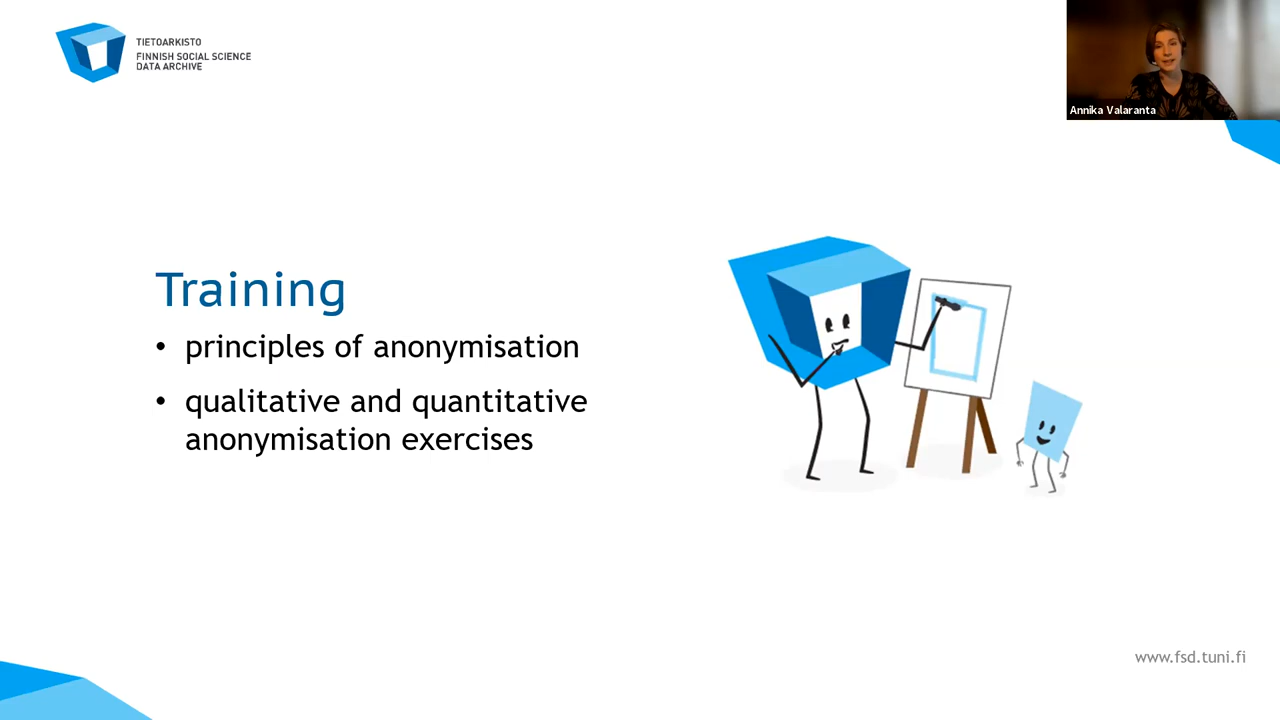 TIETOARKISTO
FINNISH SOCIAL SCIENCE
DATA ARCHIVE
Annika Valaranta
Training
• principles of anonymisation
• qualitative and quantitative
anonymisation exercises
www.fsd.tuni.fi